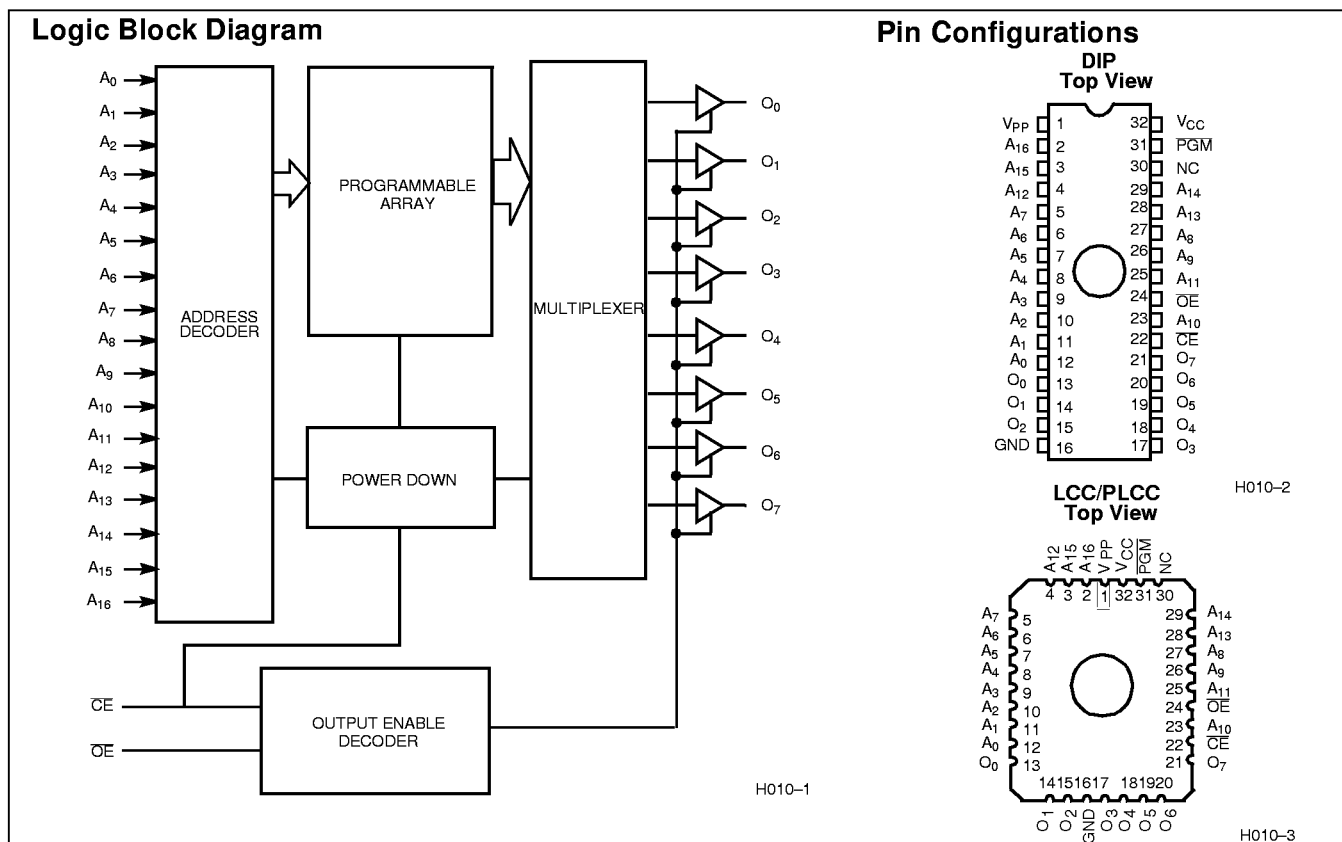 Logic Block Diagram
A0
A1
A2
A3
A4
A5
A6
A7
A8
A9
A10
A11
A12
A13
A14
A15
A16
ADDRESS
DECODER
PROGRAMMABLE
ARRAY
POWER DOWN
MULTIPLEXER
O0
O1
O2
O3
O4
O5
O6
O7
CE
OE
OUTPUT ENABLE
DECODER
H010–1
Pin Configurations
DIP
Top View
VPP 1 32 VCC
A16 2 31 PGM
A15 3 30 NC
A12 4 29 A14
A7 5 28 A13
A6 6 27 A8
A5 7 26 A9
A4 8 25 A11
A3 9 24 OE
A2 10 23 A10
A1 11 22 CE
A0 12 21 O7
O0 13 20 O6
O1 14 19 O5
O2 15 18 O4
GND 16 17 O3
H010–2
LCC/PLCC
Top View
A12 A15 A16 VPP VCC PGM NC
4 3 2 1 32 31 30
A7 5 29 A14
A6 6 28 A13
A5 7 27 A8
A4 8 26 A9
A3 9 25 A11
A2 10 24 OE
A1 11 23 A10
A0 12 22 CE
O0 13 21 O7
14 15 16 17 18 19 20
O1 O2 GND O3 O4 O5 O6
H010–3